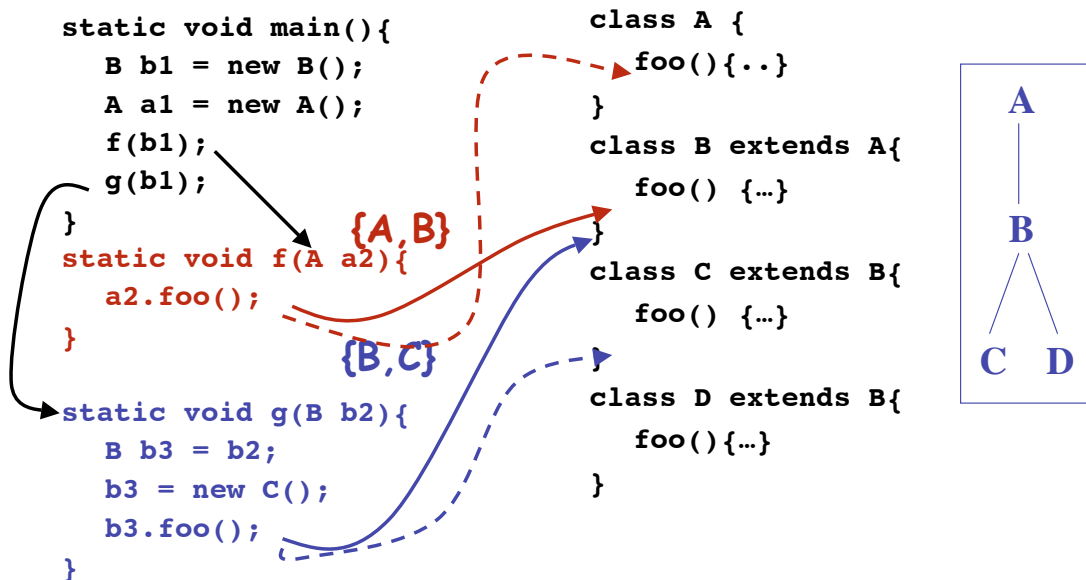 static void main(){
B b1 = new B();
A a1 = new A();
f(b1);
g(b1);
}
{A,B}
static void f(A a2){
a2.foo();
}
{B,C}
static void g(B b2){
B b3 = b2;
b3 = new C();
b3.foo();
}
class A {
foo(){..}
}
class B extends A{
foo() {…}
}
class C extends B{
foo() {…}
}
class D extends B{
foo(){…}
}
A
B
C D